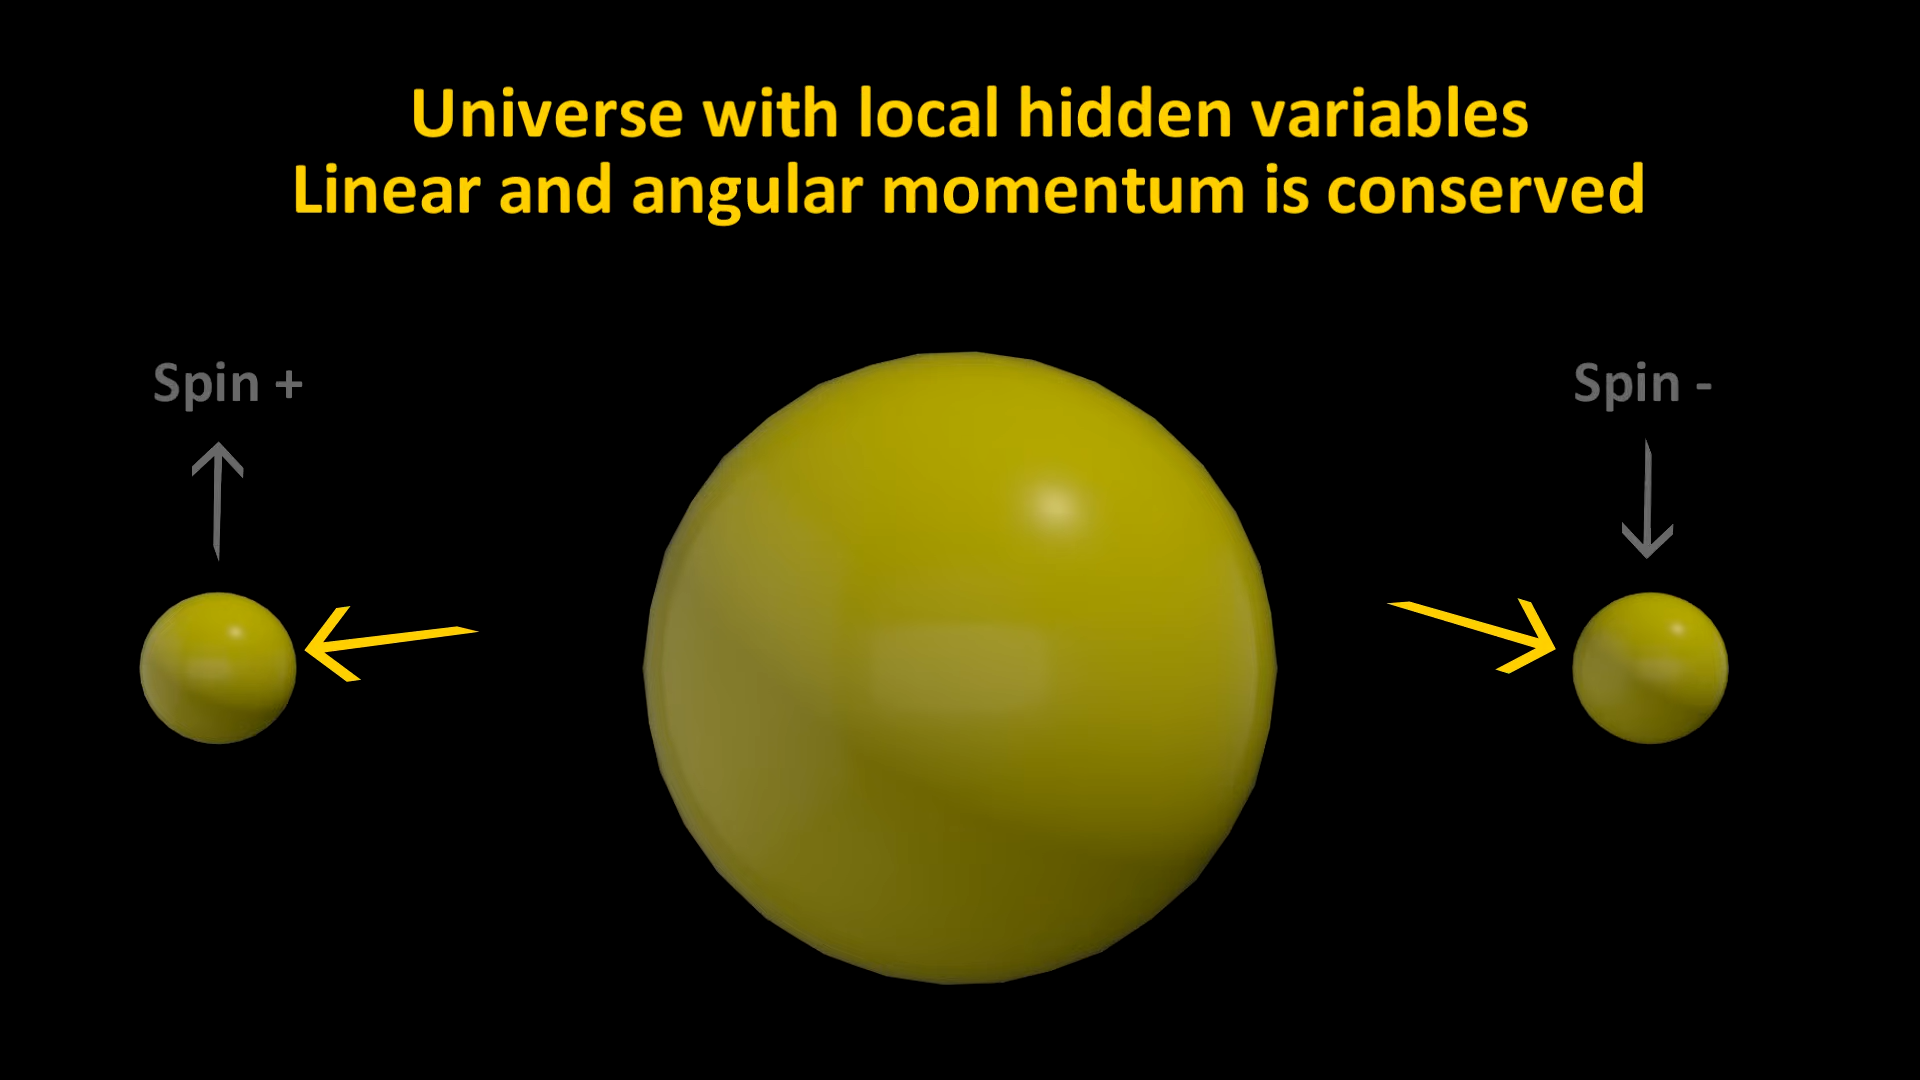 Universe with local hidden variables
Linear and angular momentum is conserved
Spin +
Spin -